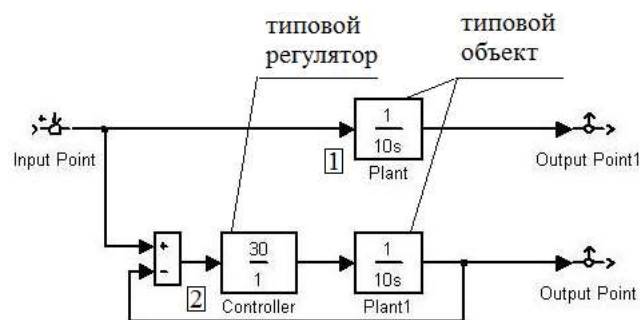 типовой
регулятор
типовой
объект
Input Point
1
1
10s
Plant
Output Point1
+
-
2
30
1
Controller
1
10s
Plant1
Output Point